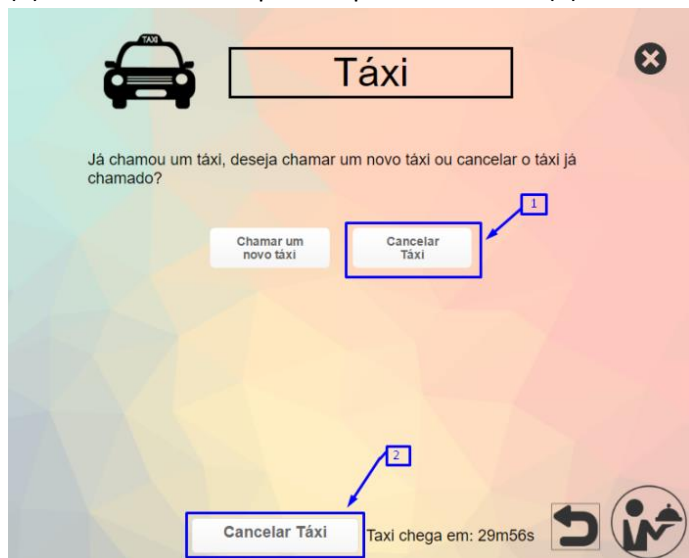 TAXI
Táxi
Já chamou um táxi, deseja chamar um novo táxi ou cancelar o táxi já
chamado?
1
Chamar um
novo táxi
Cancelar
Táxi
2
Cancelar Táxi
Taxi chega em: 29m56s